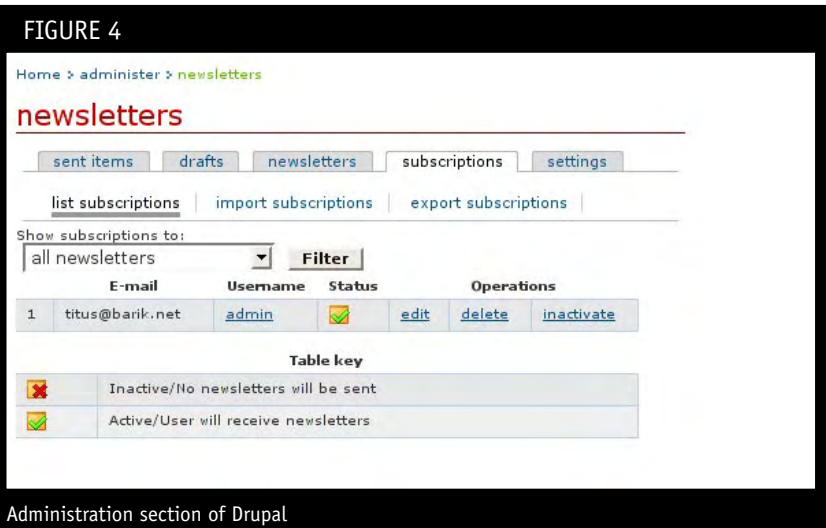 FIGURE 4
Home > administer > newsletters
newsletters
sent items drafts newsletters subscriptions settings
list subscriptions import subscriptions export subscriptions
Show subscriptions to:
all newsletters Filter
E-mail Username Status Operations
1 titus@barik.net admin edit delete inactivate
Table key
Inactive/No newsletters will be sent
Active/User will receive newsletters
Administration section of Drupal